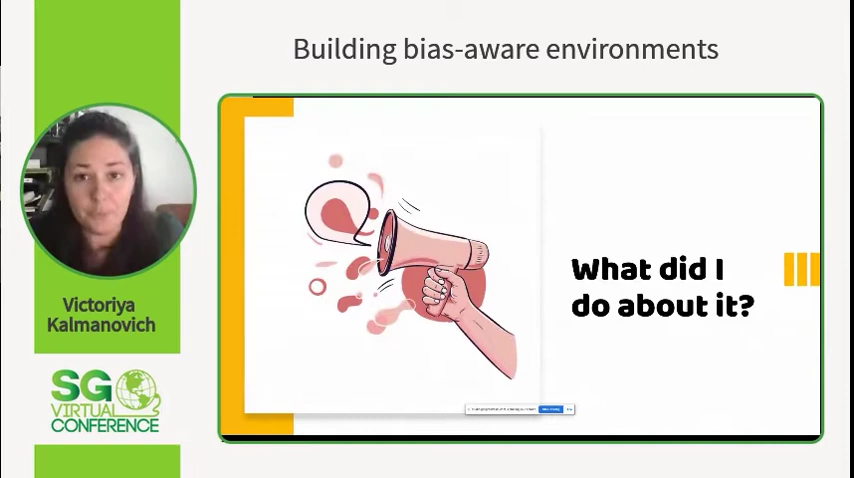 Building bias-aware environments
What did I
do about it?
Victoriya
Kalmanovich
SG
VIRTUAL
CONFERENCE